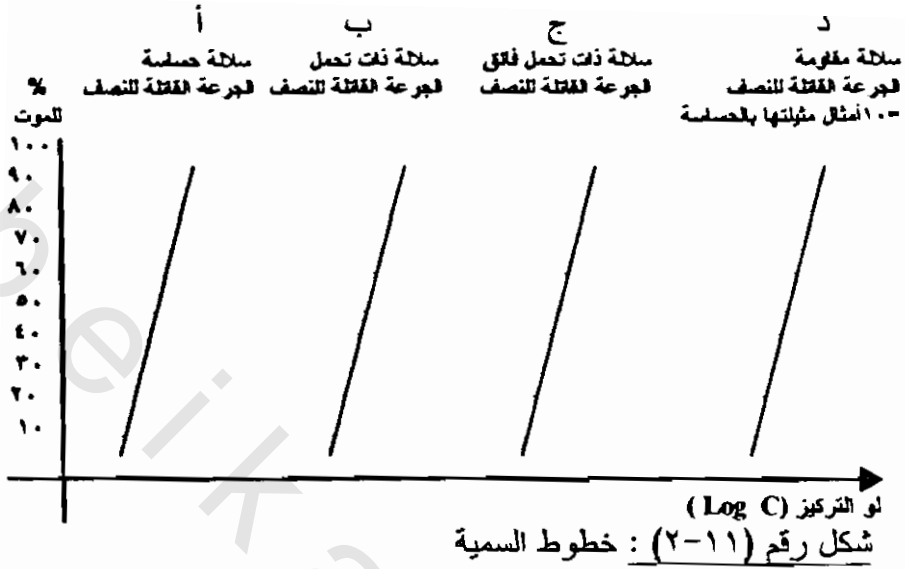 أ ب ج د
سلالة حساسة سلالة ذات تحمل سلالة ذات تحمل فائق سلالة مقاومة
الجرعة القاتلة للنصف الجرعة القاتلة للنصف الجرعة القاتلة للنصف الجرعة القاتلة للنصف
=١٠ أمثال مثيلتها بالحساسة
%
للموت
١٠٠
٩٠
٨٠
٧٠
٦٠
٥٠
٤٠
٣٠
٢٠
١٠
لو التركيز (Log C)
شكل رقم (١١-٢) : خطوط السمية
b e i k a